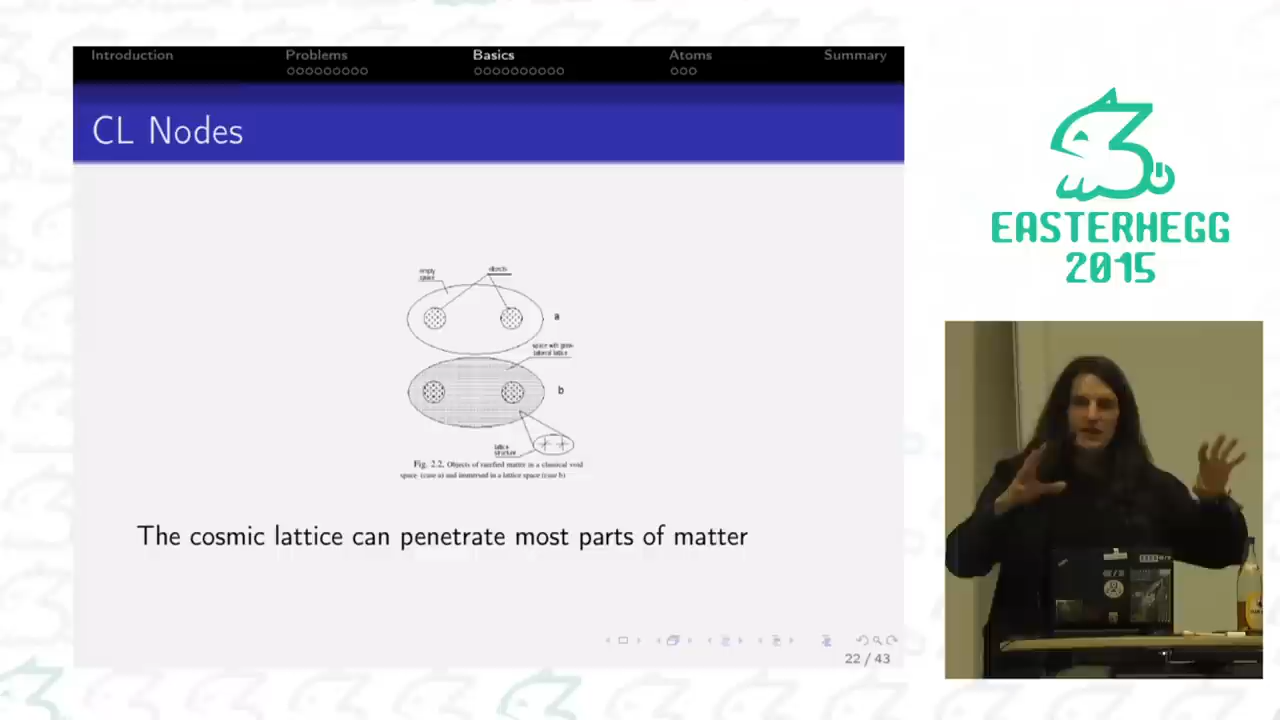 Introduction
Problems
Basics
Atoms
Summary
CL Nodes
empty
space
objects
a
space with gravi-
tational lattice
b
lattice
structure
Fig. 2.2. Objects of rarefied matter in a classical void
space (case a) and immersed in a lattice space (case b)
The cosmic lattice can penetrate most parts of matter
22 / 43
EASTERHEGG
2015